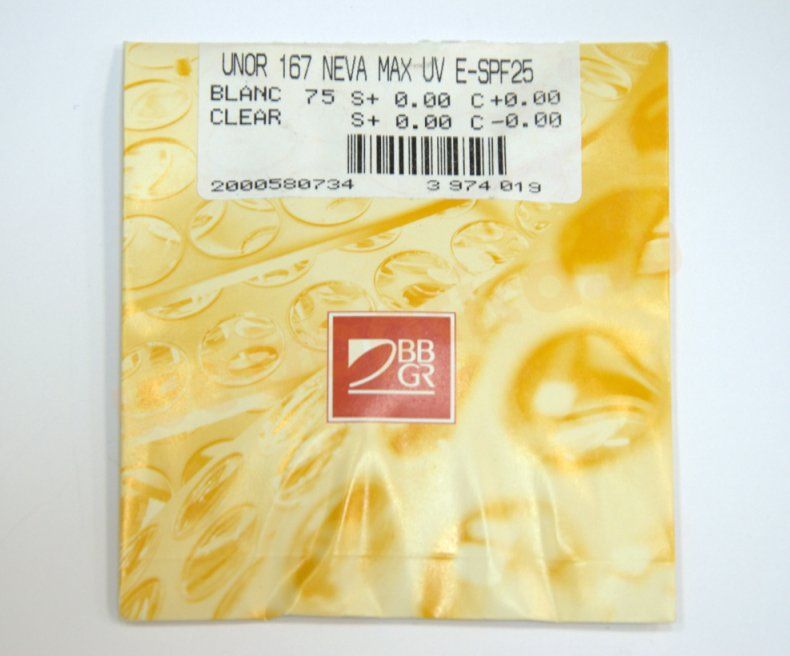 UNOR 167 NEVA MAX UV E-SPF25
BLANC 75 S+ 0.00 C+0.00
CLEAR S+ 0.00 C-0.00
2000580734 3 974 019
BB
GR